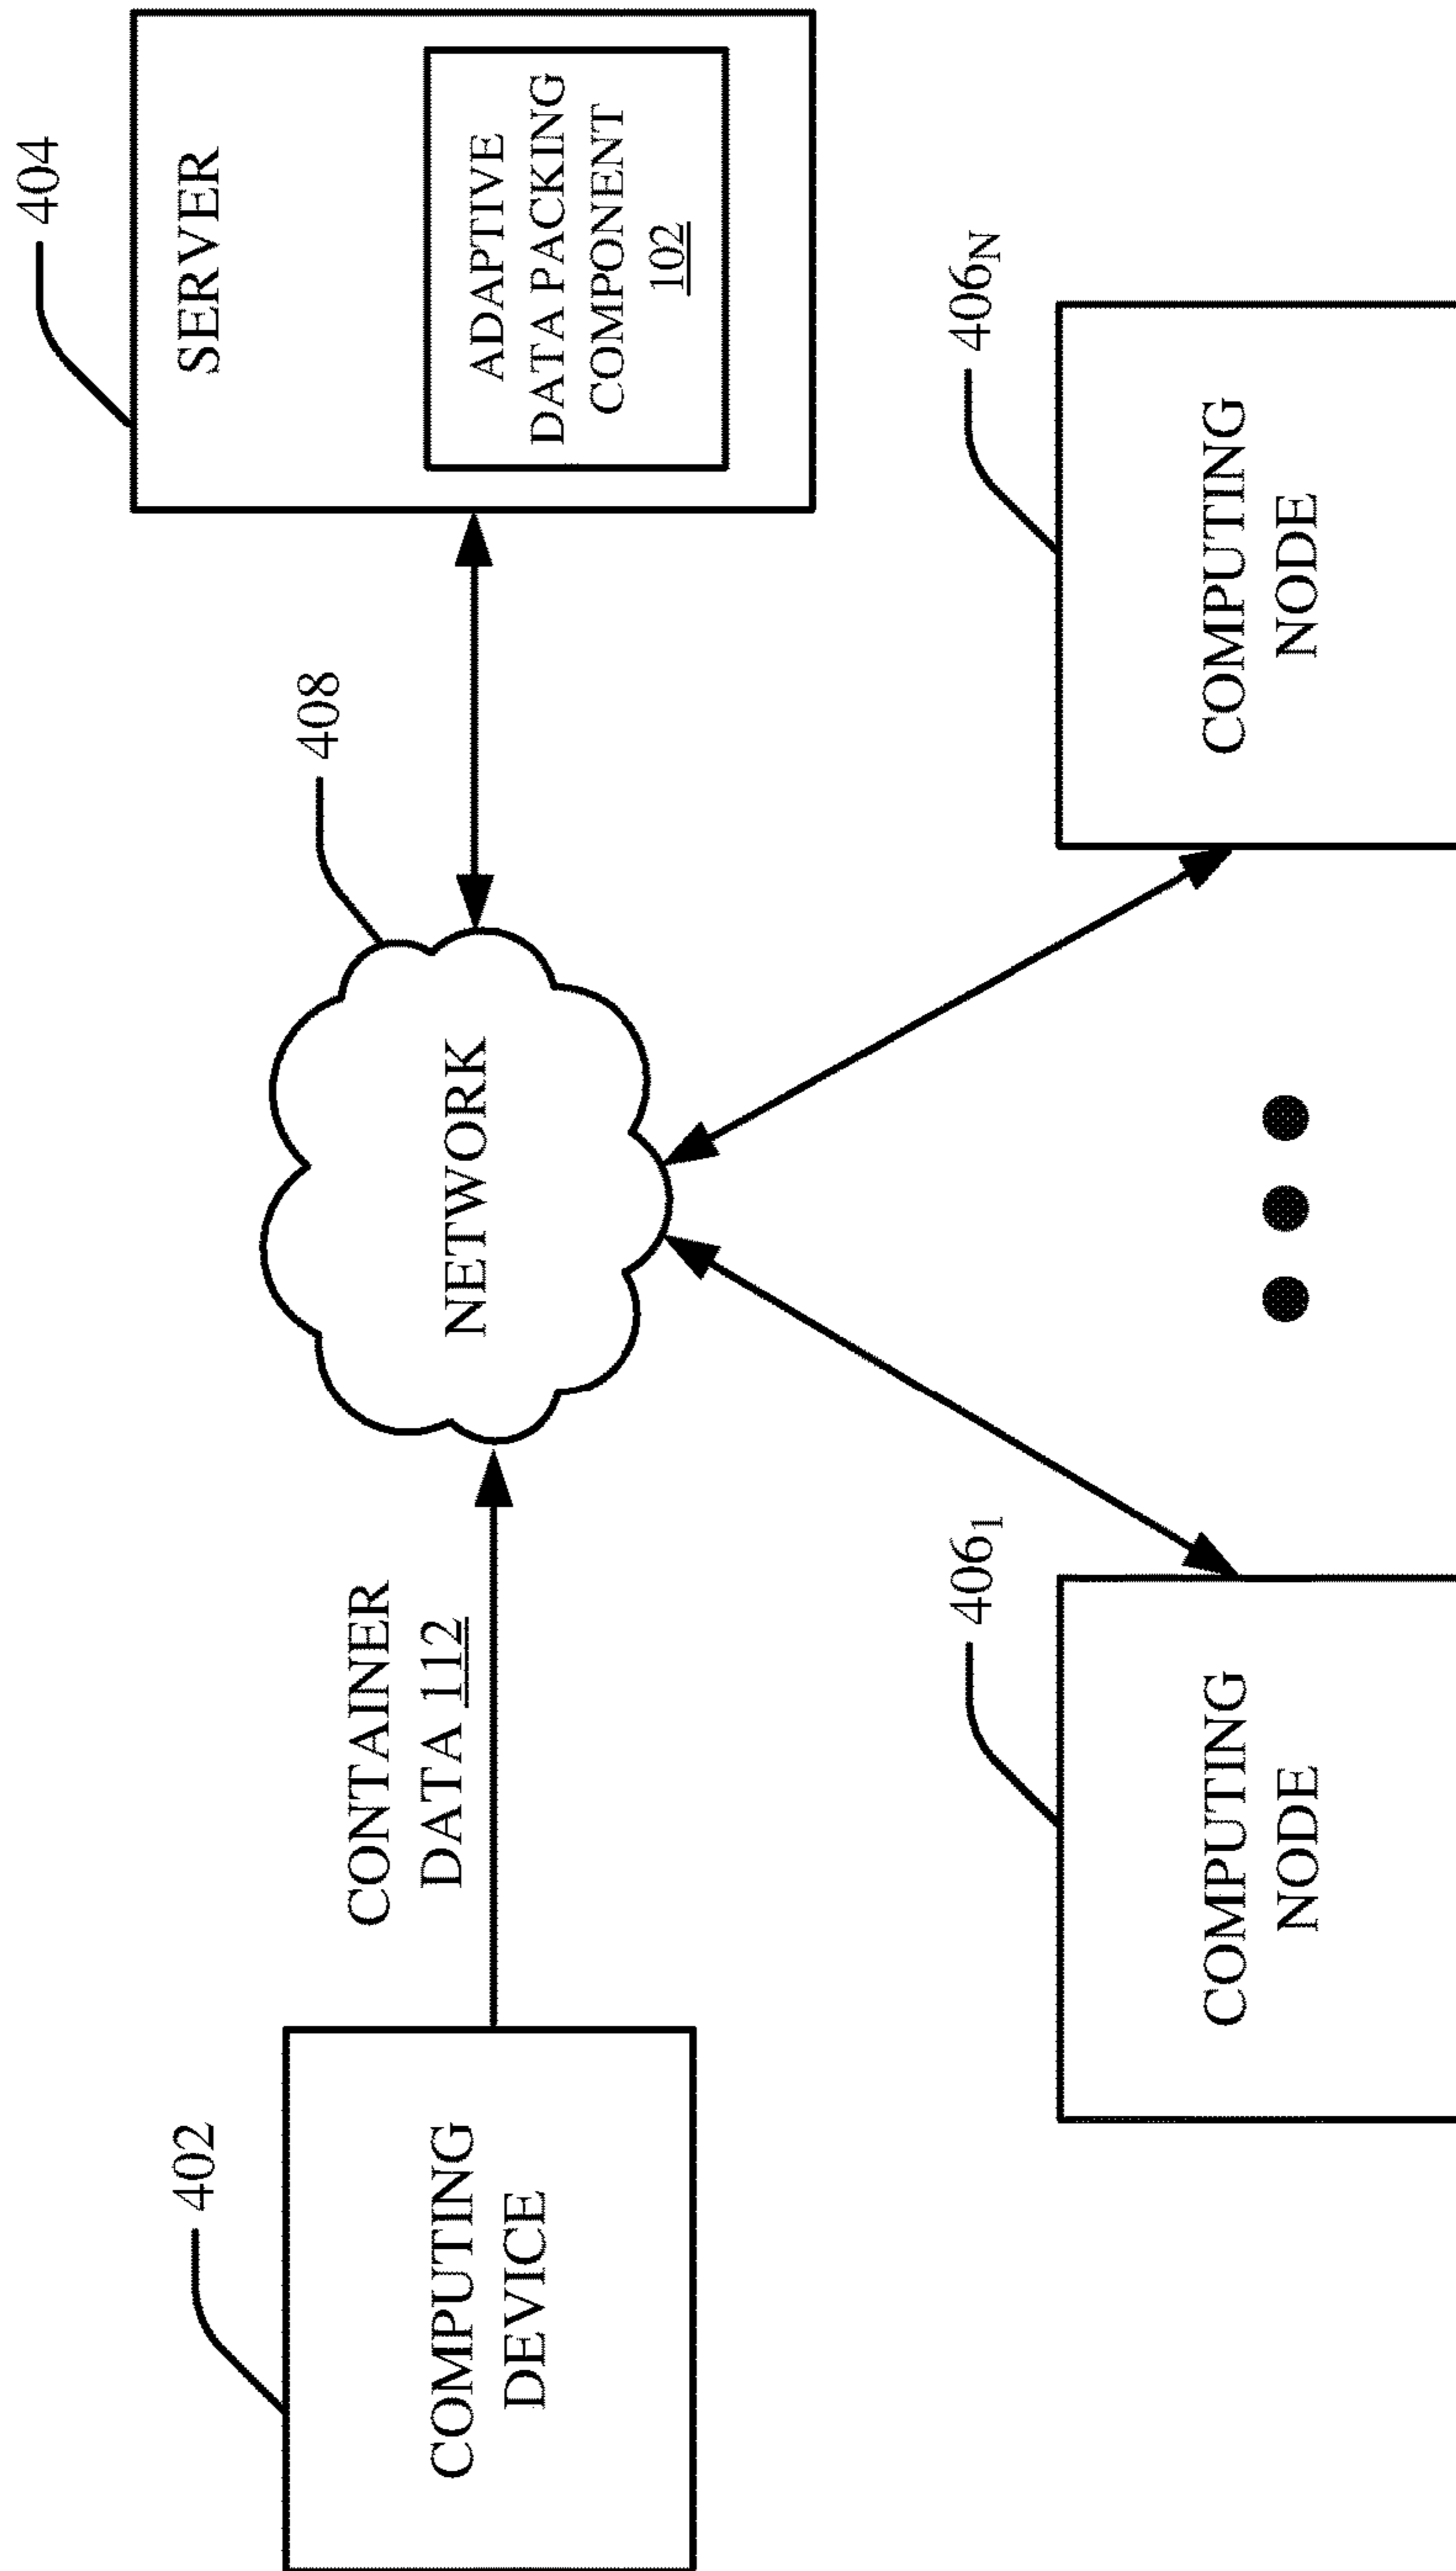 402
COMPUTING
DEVICE
CONTAINER
DATA 112
408
NETWORK
404
SERVER
ADAPTIVE
DATA PACKING
COMPONENT
102
406₁
COMPUTING
NODE
406N
COMPUTING
NODE